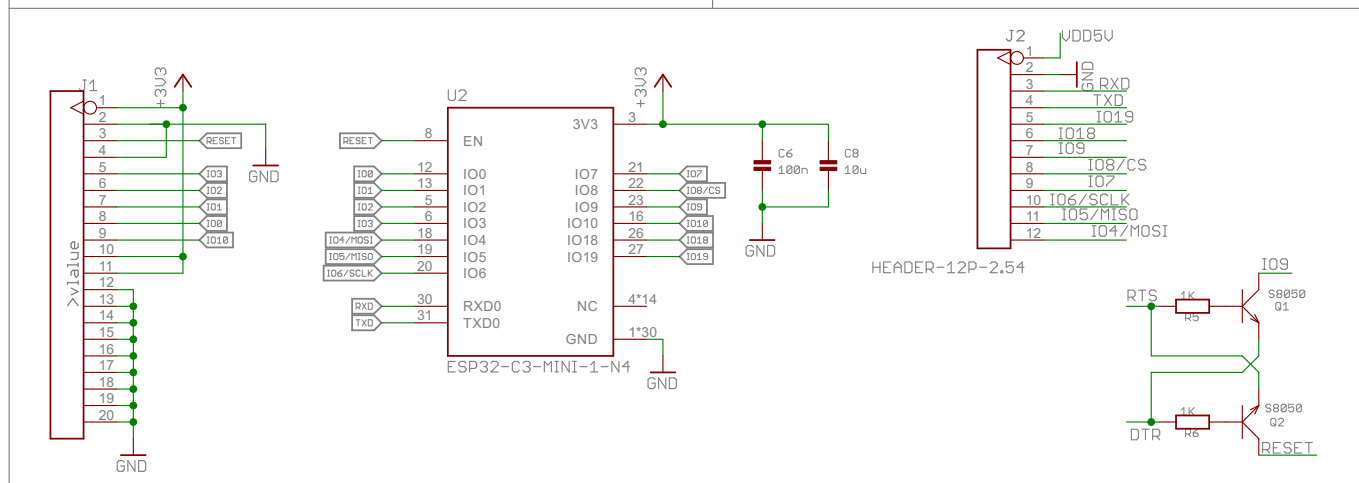 J1
+3V3
1
2
3
4
5
6
7
8
9
10
11
12
13
14
15
16
17
18
19
20
>vlalue
RESET
GND
IO3
IO2
IO1
IO0
IO10
GND
U2
RESET
8
EN
IO0
12
IO0
IO1
13
IO1
IO2
5
IO2
IO3
6
IO3
IO4/MOSI
18
IO4
IO5/MISO
19
IO5
IO6/SCLK
20
IO6
RXD
30
RXD0
TXD
31
TXD0
3V3
3
+3V3
IO7
21
IO7
IO8
22
IO8/CS
IO9
23
IO9
IO10
16
IO10
IO18
26
IO18
IO19
27
IO19
NC
4*14
GND
1*30
GND
ESP32-C3-MINI-1-N4
C6
100n
C8
10u
GND
J2
VDD5V
1
2
GND
3
RXD
4
TXD
5
IO19
6
IO18
7
IO9
8
IO8/CS
9
IO7
10
IO6/SCLK
11
IO5/MISO
12
IO4/MOSI
HEADER-12P-2.54
IO9
RTS
1K
R5
S8050
Q1
DTR
1K
R6
S8050
Q2
RESET